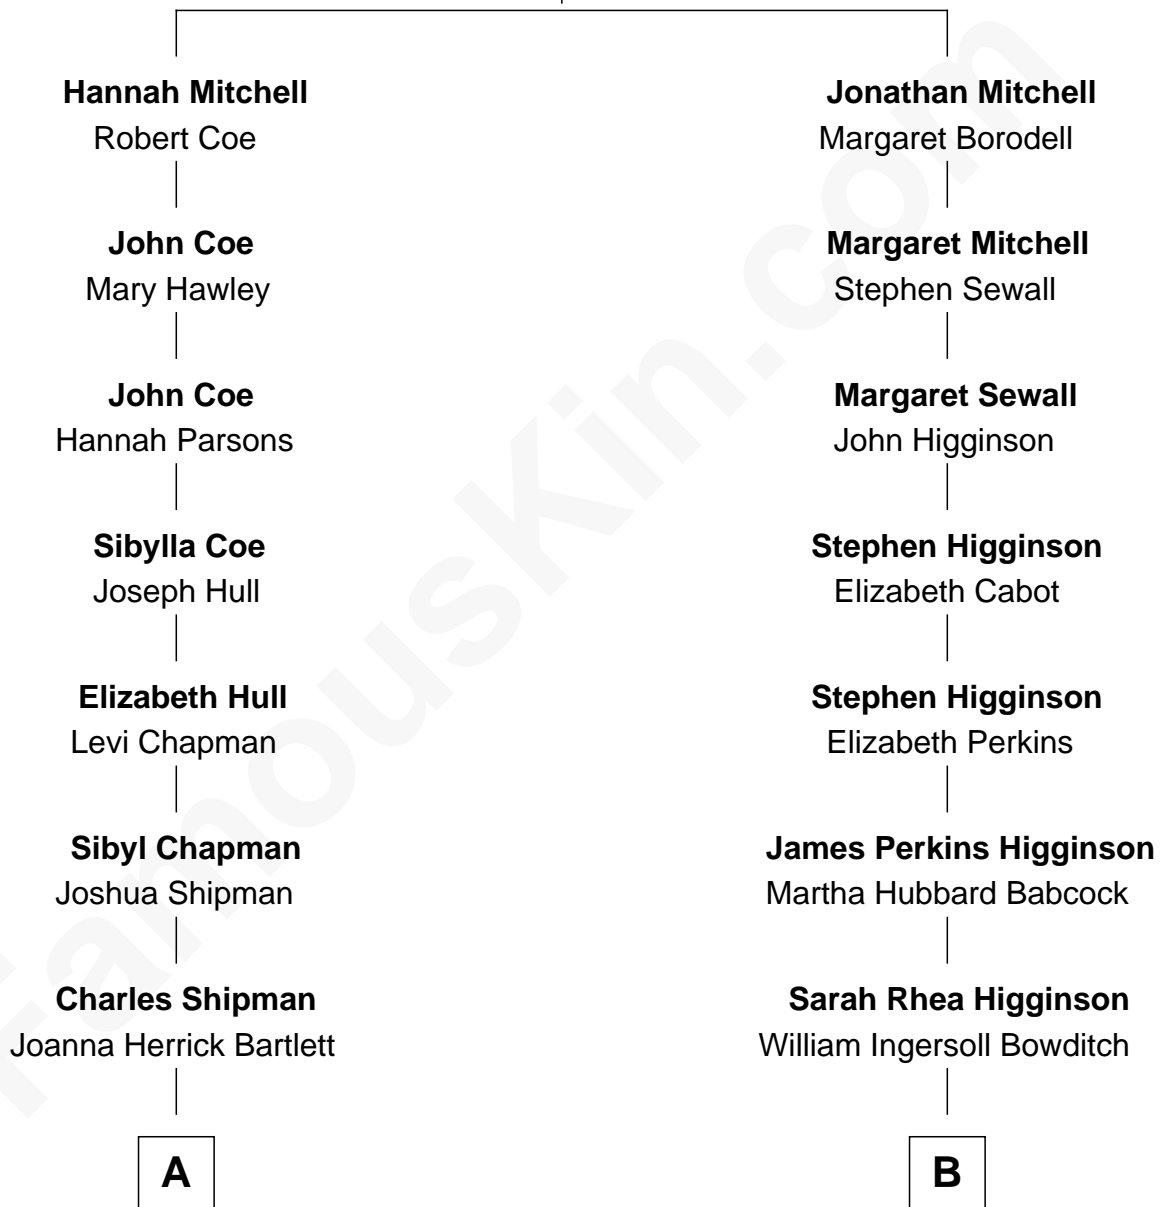 Hannah Mitchell
Robert Coe
Jonathan Mitchell
Margaret Borodell
John Coe
Mary Hawley
Margaret Mitchell
Stephen Sewall
John Coe
Hannah Parsons
Margaret Sewall
John Higginson
Sibylla Coe
Joseph Hull
Stephen Higginson
Elizabeth Cabot
Elizabeth Hull
Levi Chapman
Stephen Higginson
Elizabeth Perkins
Sibyl Chapman
Joshua Shipman
James Perkins Higginson
Martha Hubbard Babcock
Charles Shipman
Joanna Herrick Bartlett
Sarah Rhea Higginson
William Ingersoll Bowditch
A
B
FamousKin.com